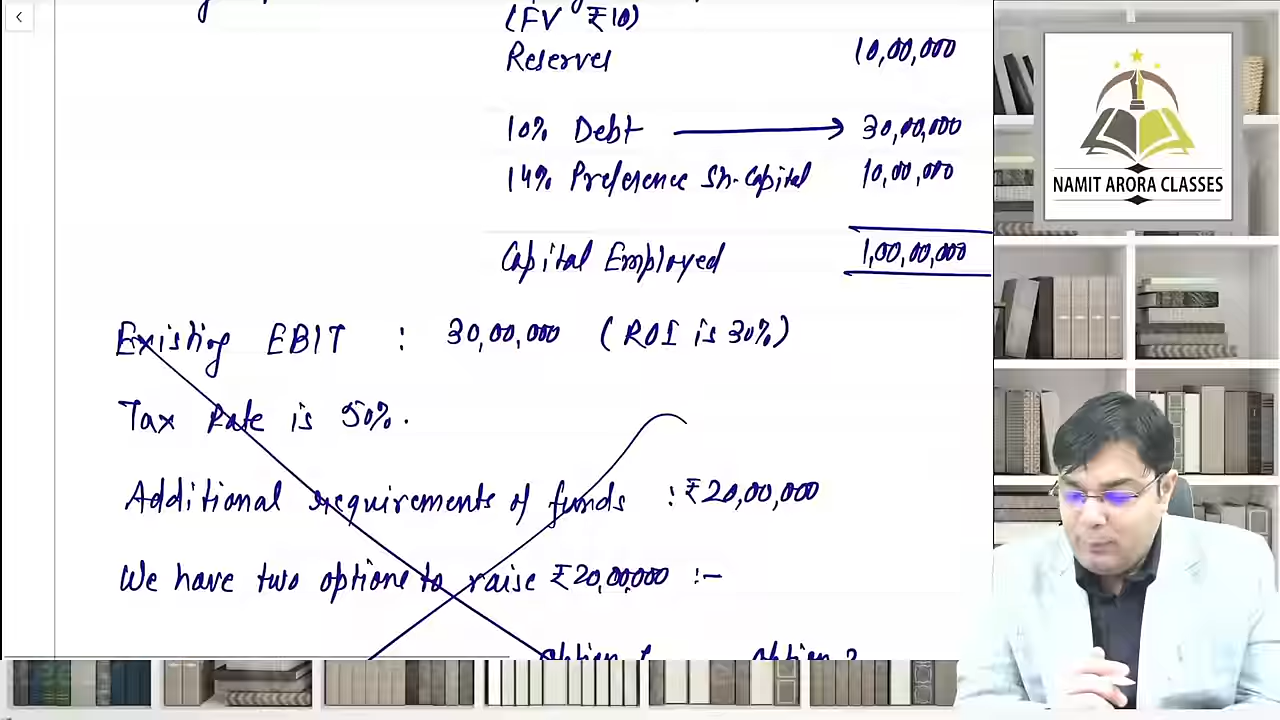 (FV ₹10)
Reserves 10,00,000
10% Debt → 30,00,000
14% Preference Sh. Capital 10,00,000
Capital Employed 1,00,00,000
Existing EBIT : 30,00,000 (ROI is 30%)
Tax Rate is 50%.
Additional requirements of funds : ₹20,00,000
We have two options to raise ₹20,00,000 :-
NAMIT ARORA CLASSES